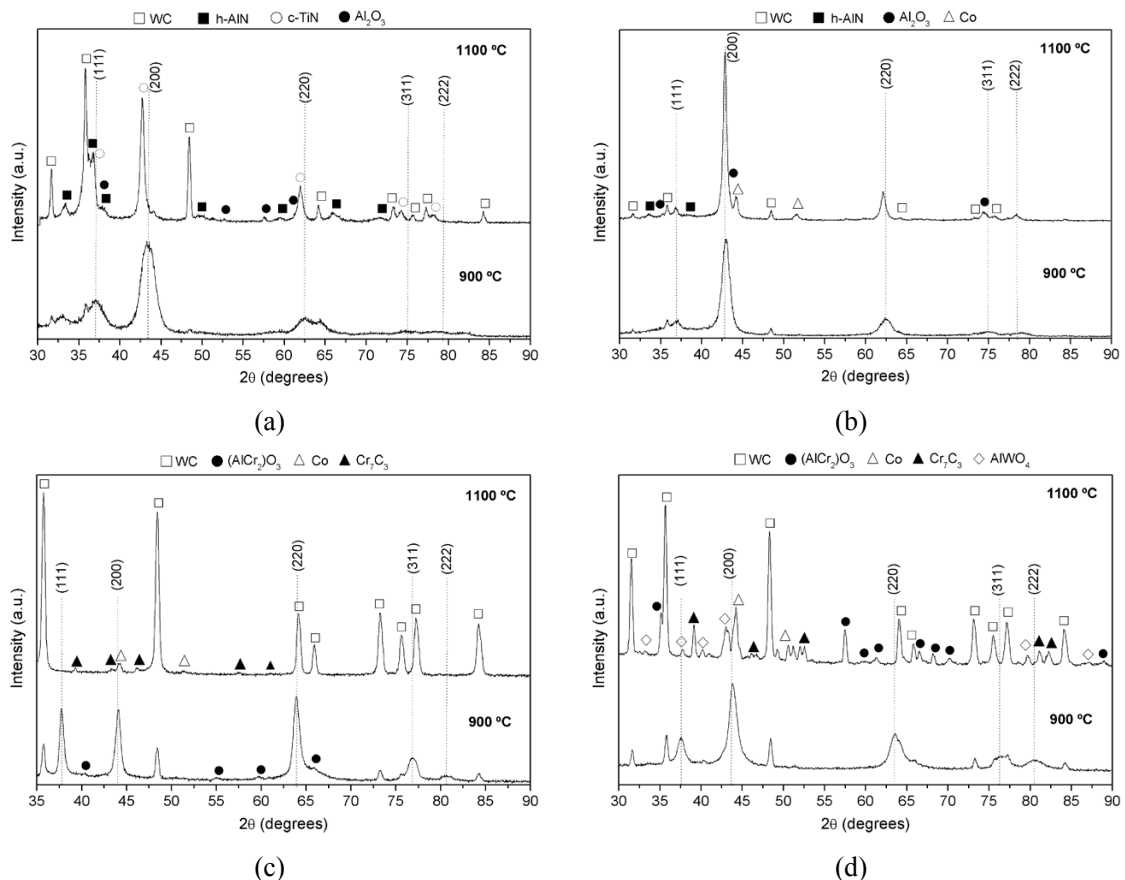 □ WC ■ h-AlN ○ c-TiN ● Al₂O₃
1100 ºC
(111)
(200)
(220)
(311)
(222)
900 ºC
Intensity (a.u.)
30 35 40 45 50 55 60 65 70 75 80 85 90
2θ (degrees)
(a)
□ WC ■ h-AlN ● Al₂O₃ △ Co
1100 ºC
(111)
(200)
(220)
(311)
(222)
900 ºC
Intensity (a.u.)
30 35 40 45 50 55 60 65 70 75 80 85 90
2θ (degrees)
(b)
□ WC ● (AlCr₂)O₃ △ Co ▲ Cr₇C₃
1100 ºC
(111)
(200)
(220)
(311)
(222)
900 ºC
Intensity (a.u.)
35 40 45 50 55 60 65 70 75 80 85 90
2θ (degrees)
(c)
□ WC ● (AlCr₂)O₃ △ Co ▲ Cr₇C₃ ◇ AlWO₄
1100 ºC
(111)
(200)
(220)
(311)
(222)
900 ºC
Intensity (a.u.)
30 35 40 45 50 55 60 65 70 75 80 85 90
2θ (degrees)
(d)